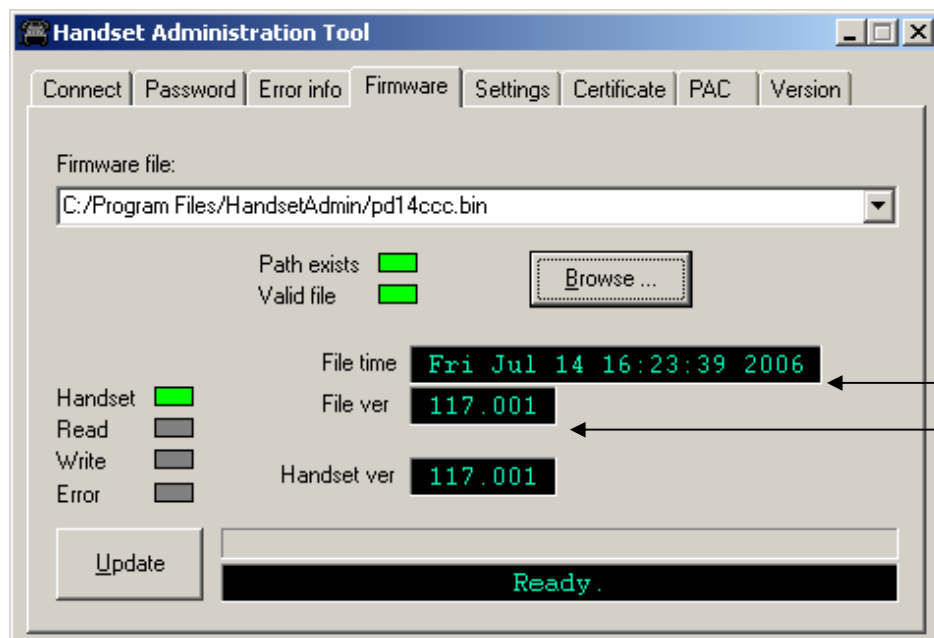 Handset Administration Tool
Connect Password Error info Firmware Settings Certificate PAC Version
Firmware file:
C:/Program Files/HandsetAdmin/pd14ccc.bin
Path exists
Valid file
Browse ...
File time Fri Jul 14 16:23:39 2006
Handset
File ver 117.001
Read
Write
Handset ver 117.001
Error
Update
Ready.